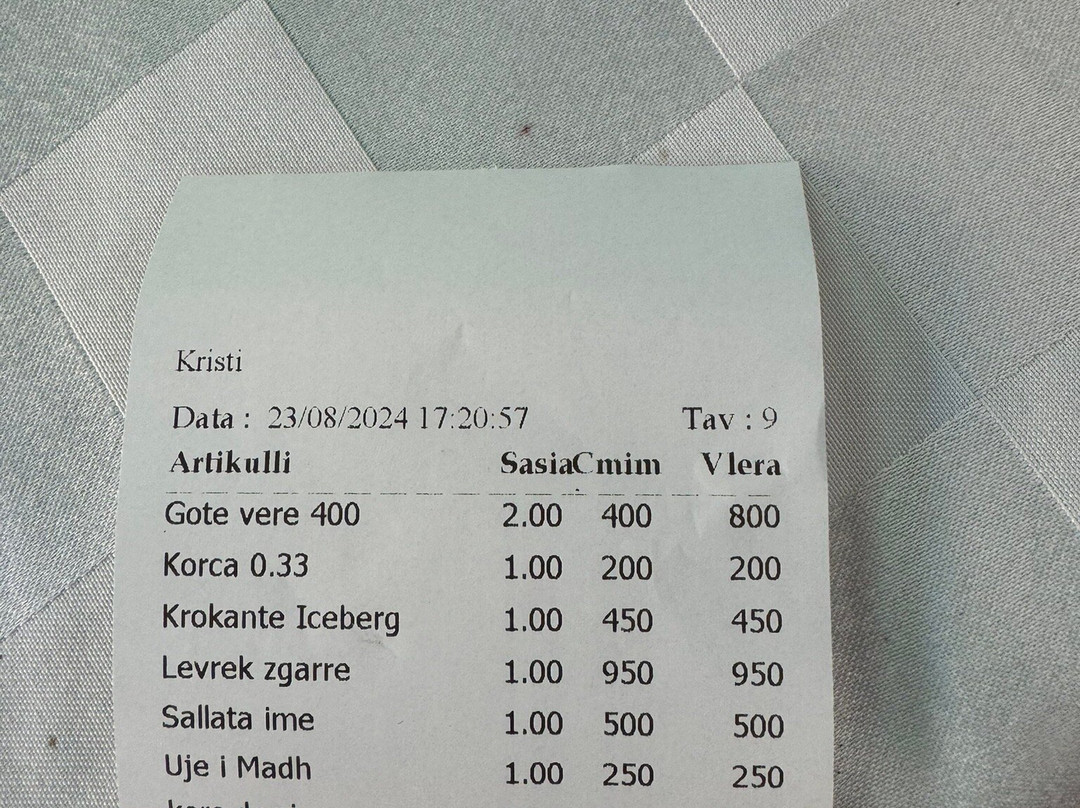 Kristi
Data : 23/08/2024 17:20:57 Tav : 9
Artikulli SasiaCmim Vlera
Gote vere 400 2.00 400 800
Korca 0.33 1.00 200 200
Krokante Iceberg 1.00 450 450
Levrek zgarre 1.00 950 950
Sallata ime 1.00 500 500
Uje i Madh 1.00 250 250